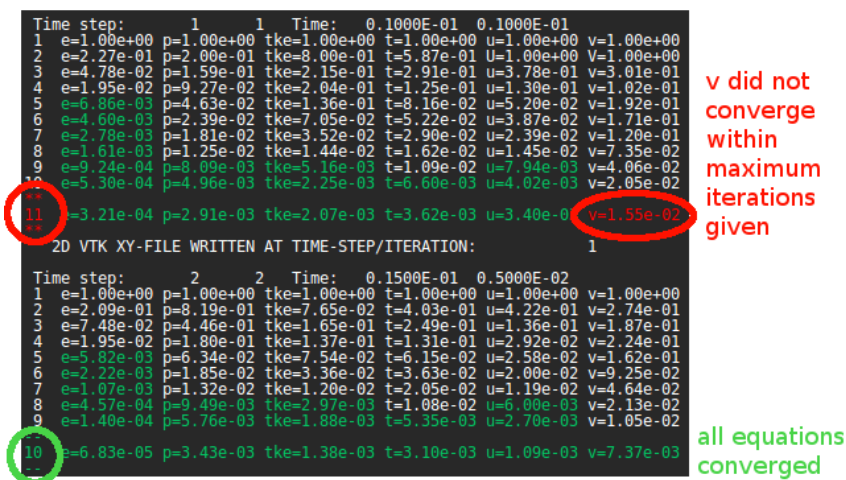 Time step: 1 1 Time: 0.1000E-01 0.1000E-01
1 e=1.00e+00 p=1.00e+00 tke=1.00e+00 t=1.00e+00 u=1.00e+00 v=1.00e+00
2 e=2.27e-01 p=2.00e-01 tke=8.00e-01 t=5.87e-01 U=1.00e+00 V=1.00e+00
3 e=4.78e-02 p=1.59e-01 tke=2.15e-01 t=2.91e-01 u=3.78e-01 v=3.01e-01
4 e=1.95e-02 p=9.27e-02 tke=2.04e-01 t=1.25e-01 u=1.30e-01 v=1.02e-01
5 e=6.86e-03 p=4.63e-02 tke=1.36e-01 t=8.16e-02 u=5.20e-02 v=1.92e-01
6 e=4.60e-03 p=2.39e-02 tke=7.05e-02 t=5.22e-02 u=3.87e-02 v=1.71e-01
7 e=2.78e-03 p=1.81e-02 tke=3.52e-02 t=2.90e-02 u=2.39e-02 v=1.20e-01
8 e=1.61e-03 p=1.25e-02 tke=1.44e-02 t=1.62e-02 u=1.45e-02 v=7.35e-02
9 e=9.24e-04 p=8.09e-03 tke=5.16e-03 t=1.09e-02 u=7.94e-03 v=4.06e-02
10 e=5.30e-04 p=4.96e-03 tke=2.25e-03 t=6.60e-03 u=4.02e-03 v=2.05e-02
**
11 e=3.21e-04 p=2.91e-03 tke=2.07e-03 t=3.62e-03 v=1.55e-02
**
2D VTK XY-FILE WRITTEN AT TIME-STEP/ITERATION: 1
Time step: 2 2 Time: 0.1500E-01 0.5000E-02
1 e=1.00e+00 p=1.00e+00 tke=1.00e+00 t=1.00e+00 u=1.00e+00 v=1.00e+00
2 e=2.09e-01 p=8.19e-01 tke=7.65e-02 t=4.03e-01 u=4.22e-01 v=2.74e-01
3 e=7.48e-02 p=4.46e-01 tke=1.65e-01 t=2.49e-01 u=1.36e-01 v=1.87e-01
4 e=1.95e-02 p=1.80e-01 tke=1.37e-01 t=1.31e-01 u=2.92e-02 v=2.24e-01
5 e=5.82e-03 p=6.34e-02 tke=7.54e-02 t=6.15e-02 u=2.58e-02 v=1.62e-01
6 e=2.22e-03 p=1.85e-02 tke=3.36e-02 t=3.63e-02 u=2.00e-02 v=9.25e-02
7 e=1.07e-03 p=1.32e-02 tke=1.20e-02 t=2.05e-02 u=1.19e-02 v=4.64e-02
8 e=4.57e-04 p=9.49e-03 tke=2.97e-03 t=1.08e-02 u=6.00e-03 v=2.13e-02
9 e=1.40e-04 p=5.76e-03 tke=1.88e-03 t=5.35e-03 u=2.70e-03 v=1.05e-02
--
10 e=6.83e-05 p=3.43e-03 tke=1.38e-03 t=3.10e-03 u=1.09e-03 v=7.37e-03
--
v did not
converge
within
maximum
iterations
given
all equations
converged